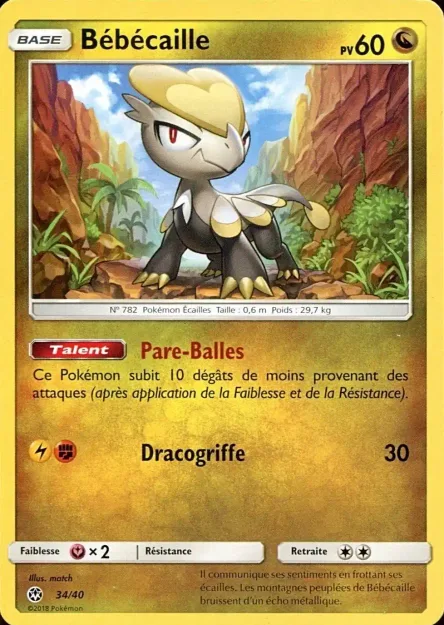 BASE Bébécaille PV60
N° 782 Pokémon Écailles Taille : 0,6 m Poids : 29,7 kg
Talent Pare-Balles
Ce Pokémon subit 10 dégâts de moins provenant des
attaques (après application de la Faiblesse et de la Résistance).
Dracogriffe 30
Faiblesse ×2 Résistance Retraite
Illus. match
34/40
©2018 Pokémon
Il communique ses sentiments en frottant ses
écailles. Les montagnes peuplées de Bébécaille
bruissent d'un écho métallique.